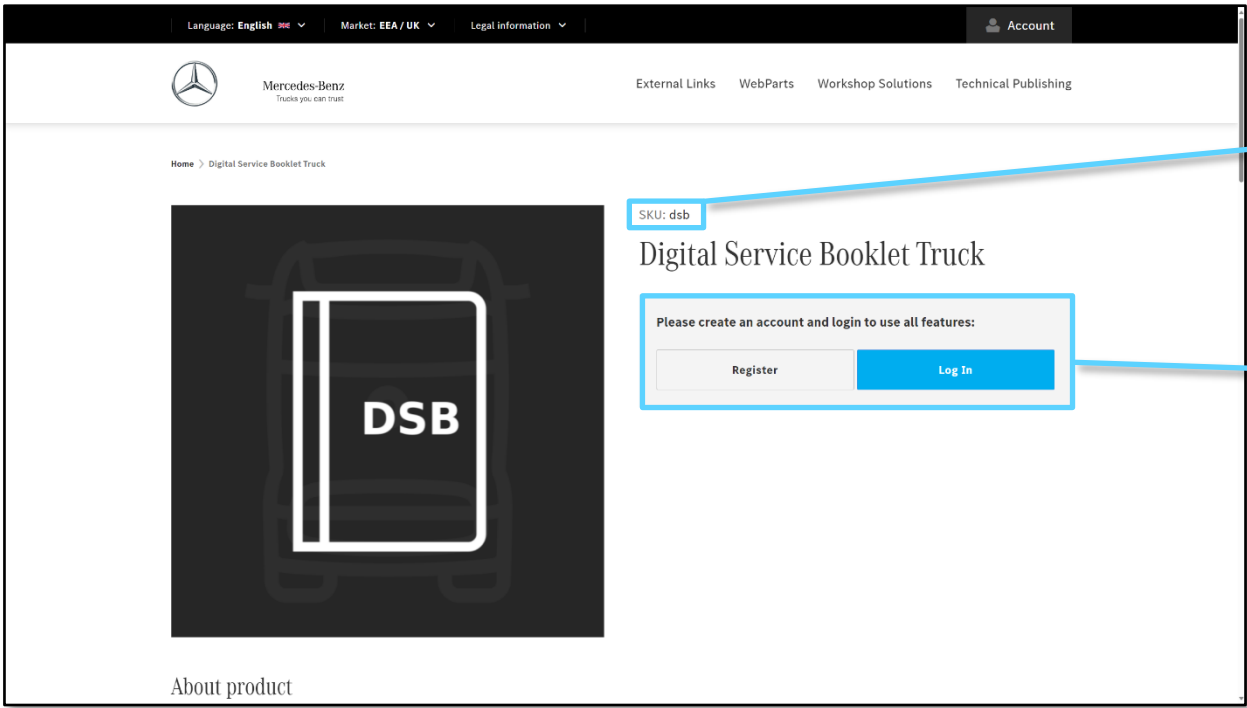 Language: English Market: EEA / UK Legal information Account
Mercedes-Benz
Trucks you can trust
External Links WebParts Workshop Solutions Technical Publishing
Home > Digital Service Booklet Truck
SKU: dsb
Digital Service Booklet Truck
Please create an account and login to use all features:
Register Log In
DSB
About product